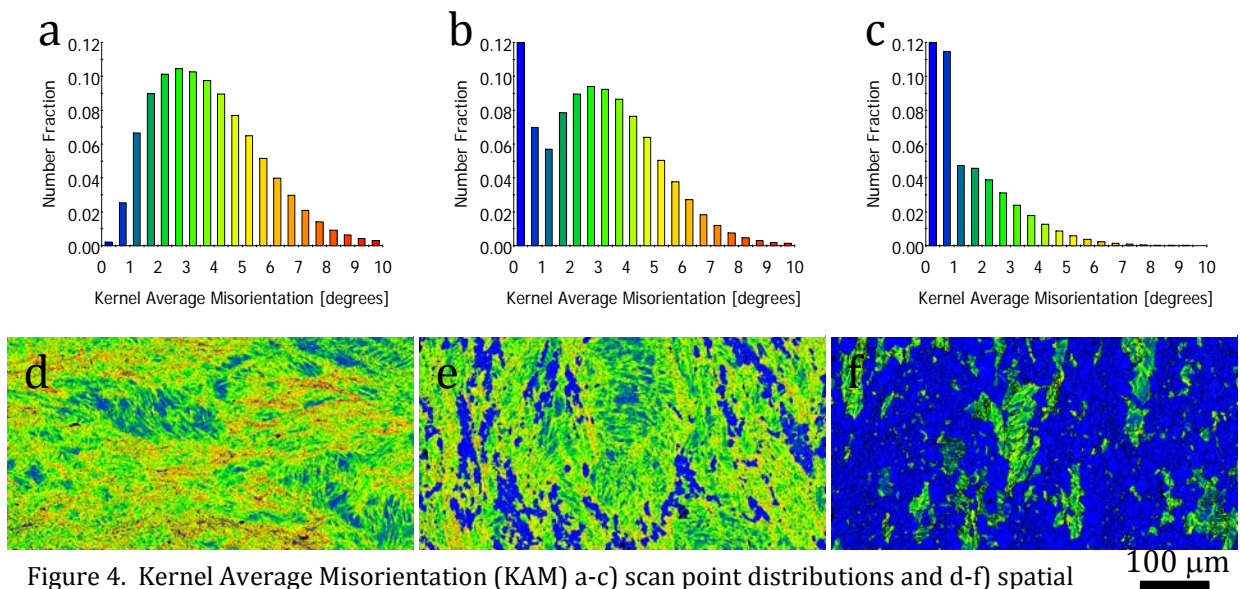 a
b
c
0.12
0.10
0.08
0.06
0.04
0.02
0.00
Number Fraction
0 1 2 3 4 5 6 7 8 9 10
Kernel Average Misorientation [degrees]
0.12
0.10
0.08
0.06
0.04
0.02
0.00
Number Fraction
0 1 2 3 4 5 6 7 8 9 10
Kernel Average Misorientation [degrees]
0.12
0.10
0.08
0.06
0.04
0.02
0.00
Number Fraction
0 1 2 3 4 5 6 7 8 9 10
Kernel Average Misorientation [degrees]
d
e
f
Figure 4. Kernel Average Misorientation (KAM) a-c) scan point distributions and d-f) spatial
100 μm